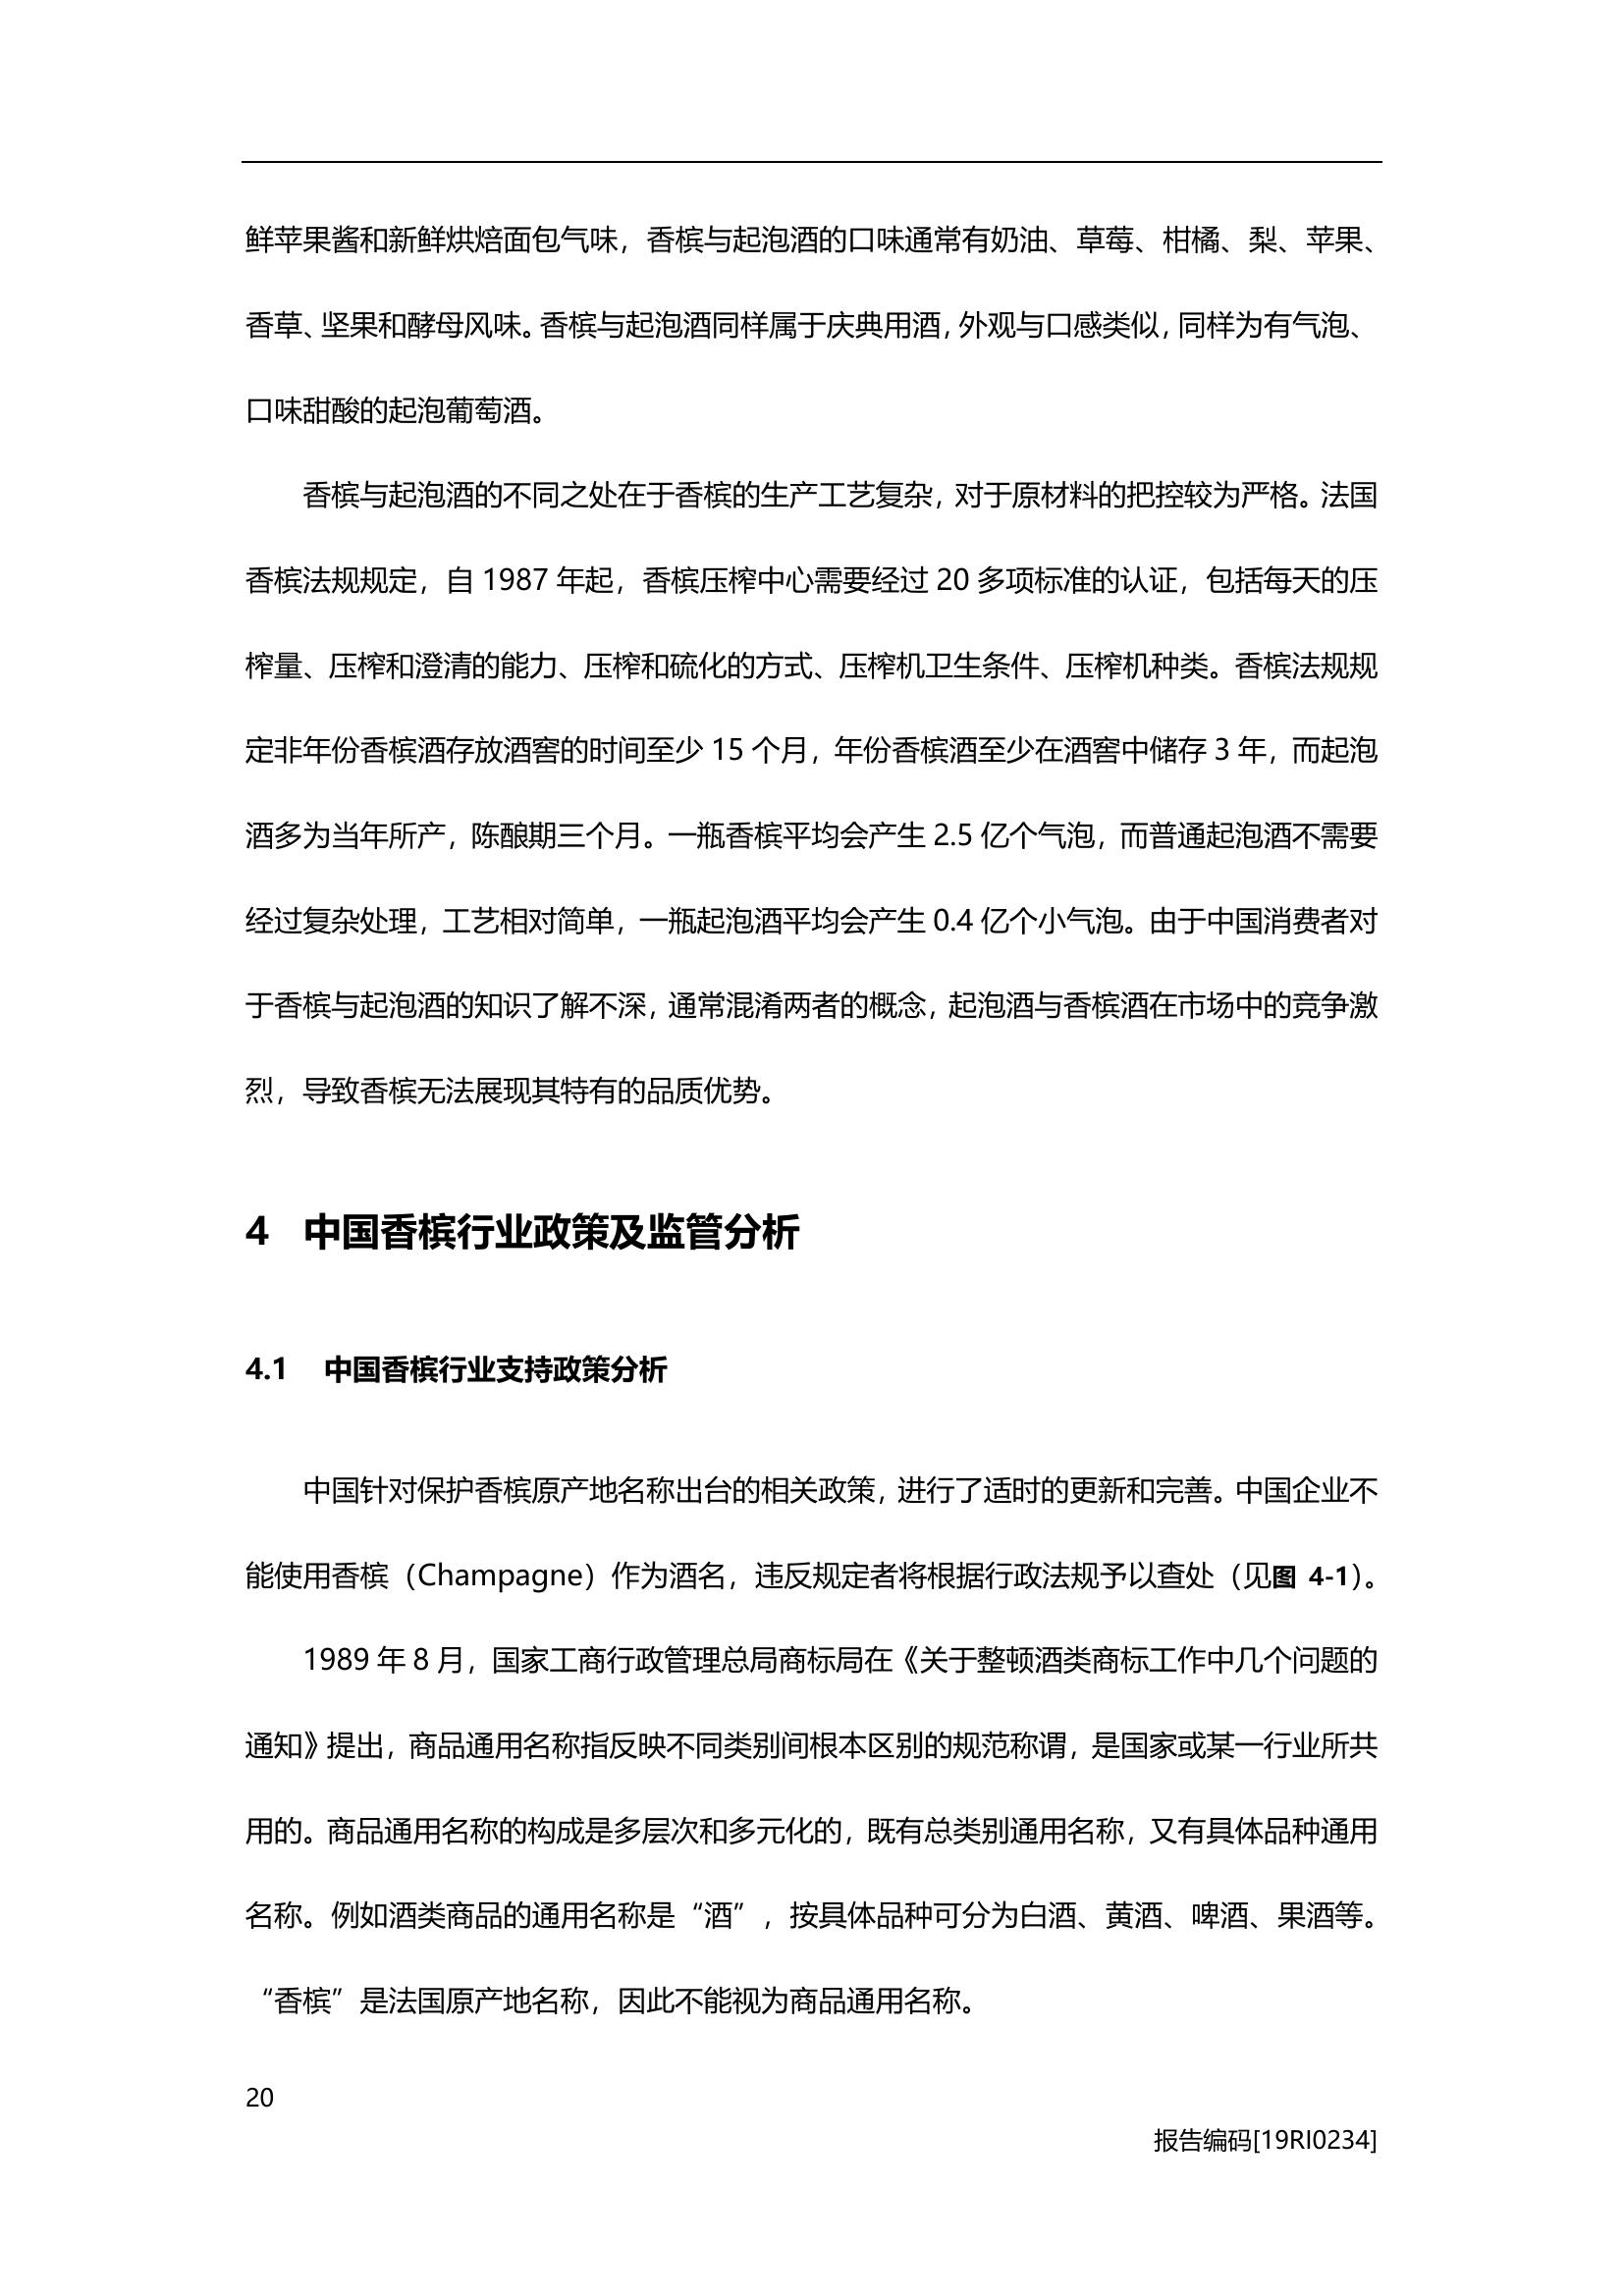 鲜苹果酱和新鲜烘焙面包气味，香槟与起泡酒的口味通常有奶油、草莓、柑橘、梨、苹果、
香草、坚果和酵母风味。香槟与起泡酒同样属于庆典用酒，外观与口感类似，同样为有气泡、
口味甜酸的起泡葡萄酒。
香槟与起泡酒的不同之处在于香槟的生产工艺复杂，对于原材料的把控较为严格。法国
香槟法规规定，自 1987 年起，香槟压榨中心需要经过 20 多项标准的认证，包括每天的压
榨量、压榨和澄清的能力、压榨和硫化的方式、压榨机卫生条件、压榨机种类。香槟法规规
定非年份香槟酒存放酒窖的时间至少 15 个月，年份香槟酒至少在酒窖中储存 3 年，而起泡
酒多为当年所产，陈酿期三个月。一瓶香槟平均会产生 2.5 亿个气泡，而普通起泡酒不需要
经过复杂处理，工艺相对简单，一瓶起泡酒平均会产生 0.4 亿个小气泡。由于中国消费者对
于香槟与起泡酒的知识了解不深，通常混淆两者的概念，起泡酒与香槟酒在市场中的竞争激
烈，导致香槟无法展现其特有的品质优势。
4 中国香槟行业政策及监管分析
4.1 中国香槟行业支持政策分析
中国针对保护香槟原产地名称出台的相关政策，进行了适时的更新和完善。中国企业不
能使用香槟（Champagne）作为酒名，违反规定者将根据行政法规予以查处（见图 4-1）。
1989 年 8 月，国家工商行政管理总局商标局在《关于整顿酒类商标工作中几个问题的
通知》提出，商品通用名称指反映不同类别间根本区别的规范称谓，是国家或某一行业所共
用的。商品通用名称的构成是多层次和多元化的，既有总类别通用名称，又有具体品种通用
名称。例如酒类商品的通用名称是“酒”，按具体品种可分为白酒、黄酒、啤酒、果酒等。
“香槟”是法国原产地名称，因此不能视为商品通用名称。
20
报告编码[19RI0234]